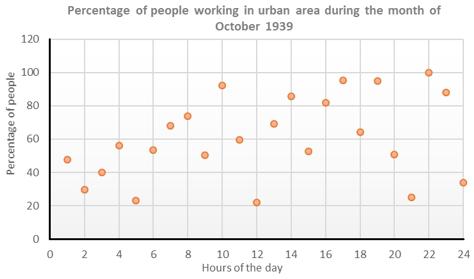 Percentage of people working in urban area during the month of
October 1939
120
100
80
60
40
20
0
Percentage of people
0 2 4 6 8 10 12 14 16 18 20 22 24
Hours of the day